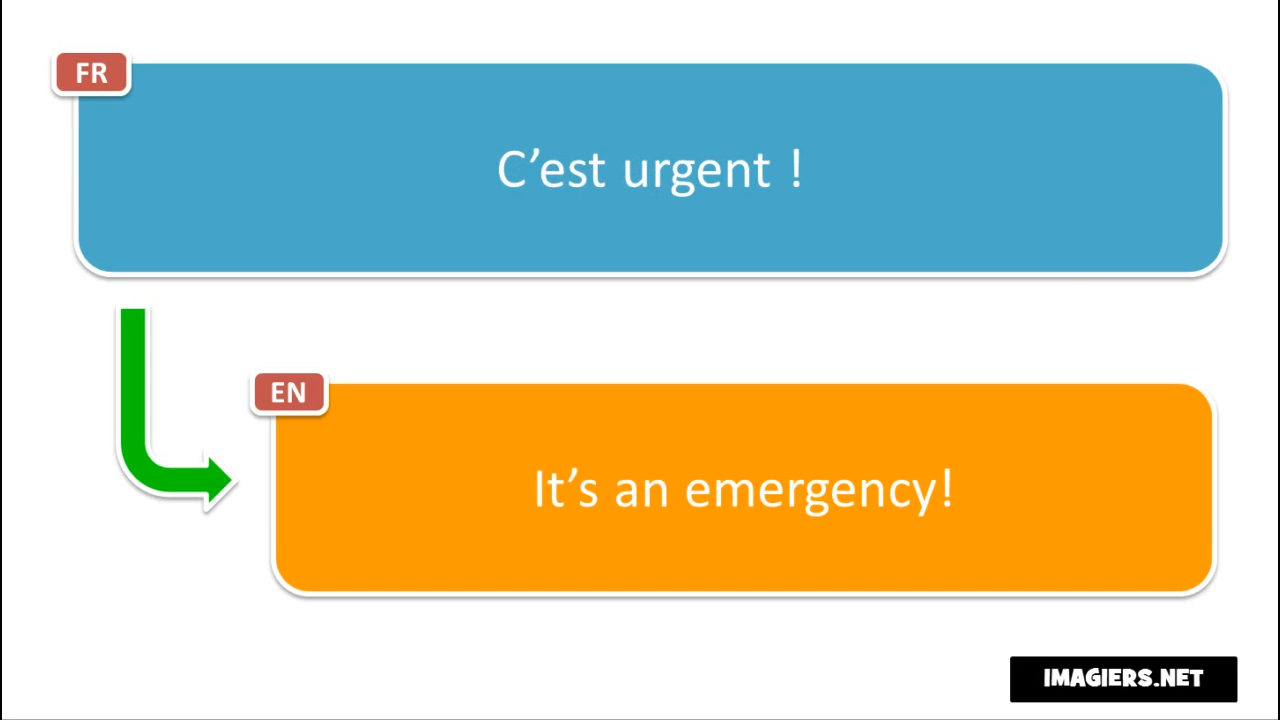 FR
C’est urgent !
EN
It’s an emergency!
IMAGIERS.NET